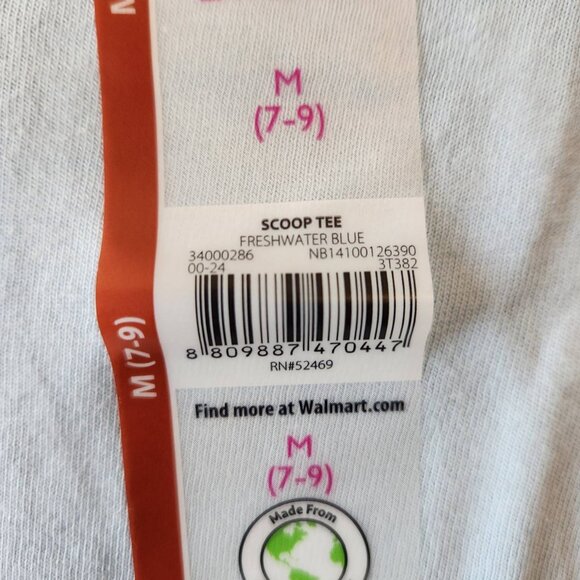 M
(7-9)
SCOOP TEE
FRESHWATER BLUE
34000286 NB14100126390
00-24 3T382
8 809887 470447
RN#52469
M (7-9)
Find more at Walmart.com
M
(7-9)
Made From